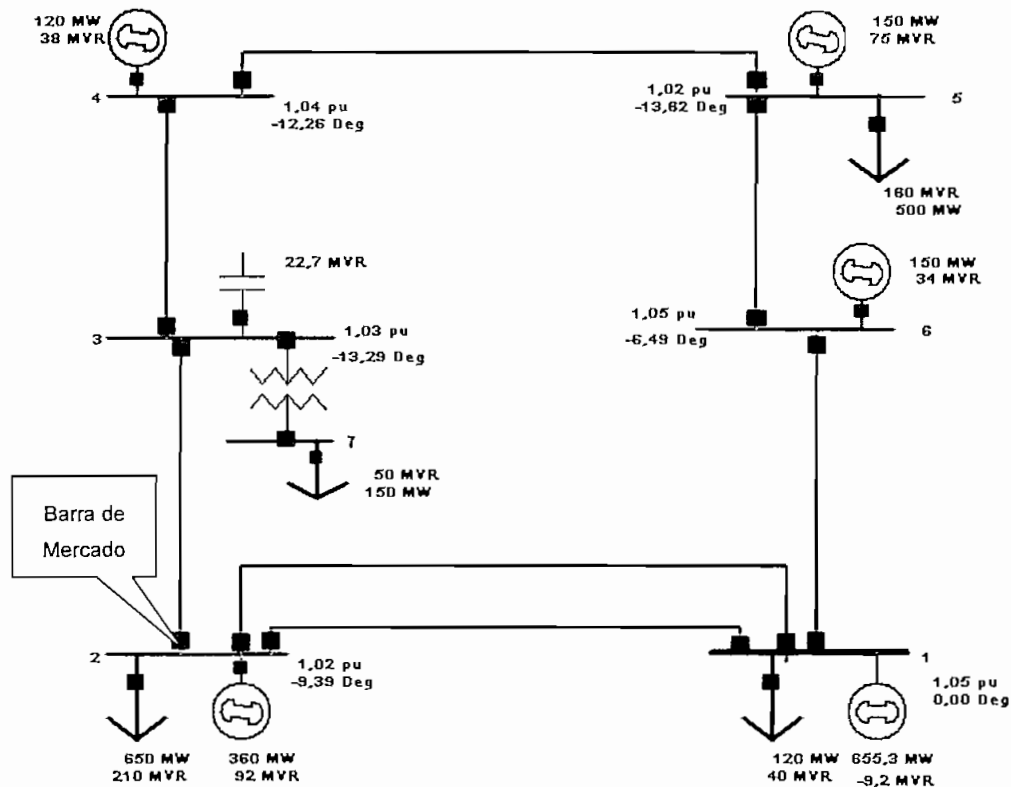 120 MW
38 MVR
4
1,04 pu
-12,26 Deg
150 MW
75 MVR
1,02 pu
-13,62 Deg
5
160 MVR
500 MW
22,7 MVR
3
1,03 pu
-13,29 Deg
150 MW
34 MVR
1,05 pu
-6,49 Deg
6
7
50 MVR
150 MW
Barra de
Mercado
2
1,02 pu
-9,39 Deg
1
1,05 pu
0,00 Deg
650 MW
210 MVR
360 MW
92 MVR
120 MW
40 MVR
655,3 MW
-9,2 MVR